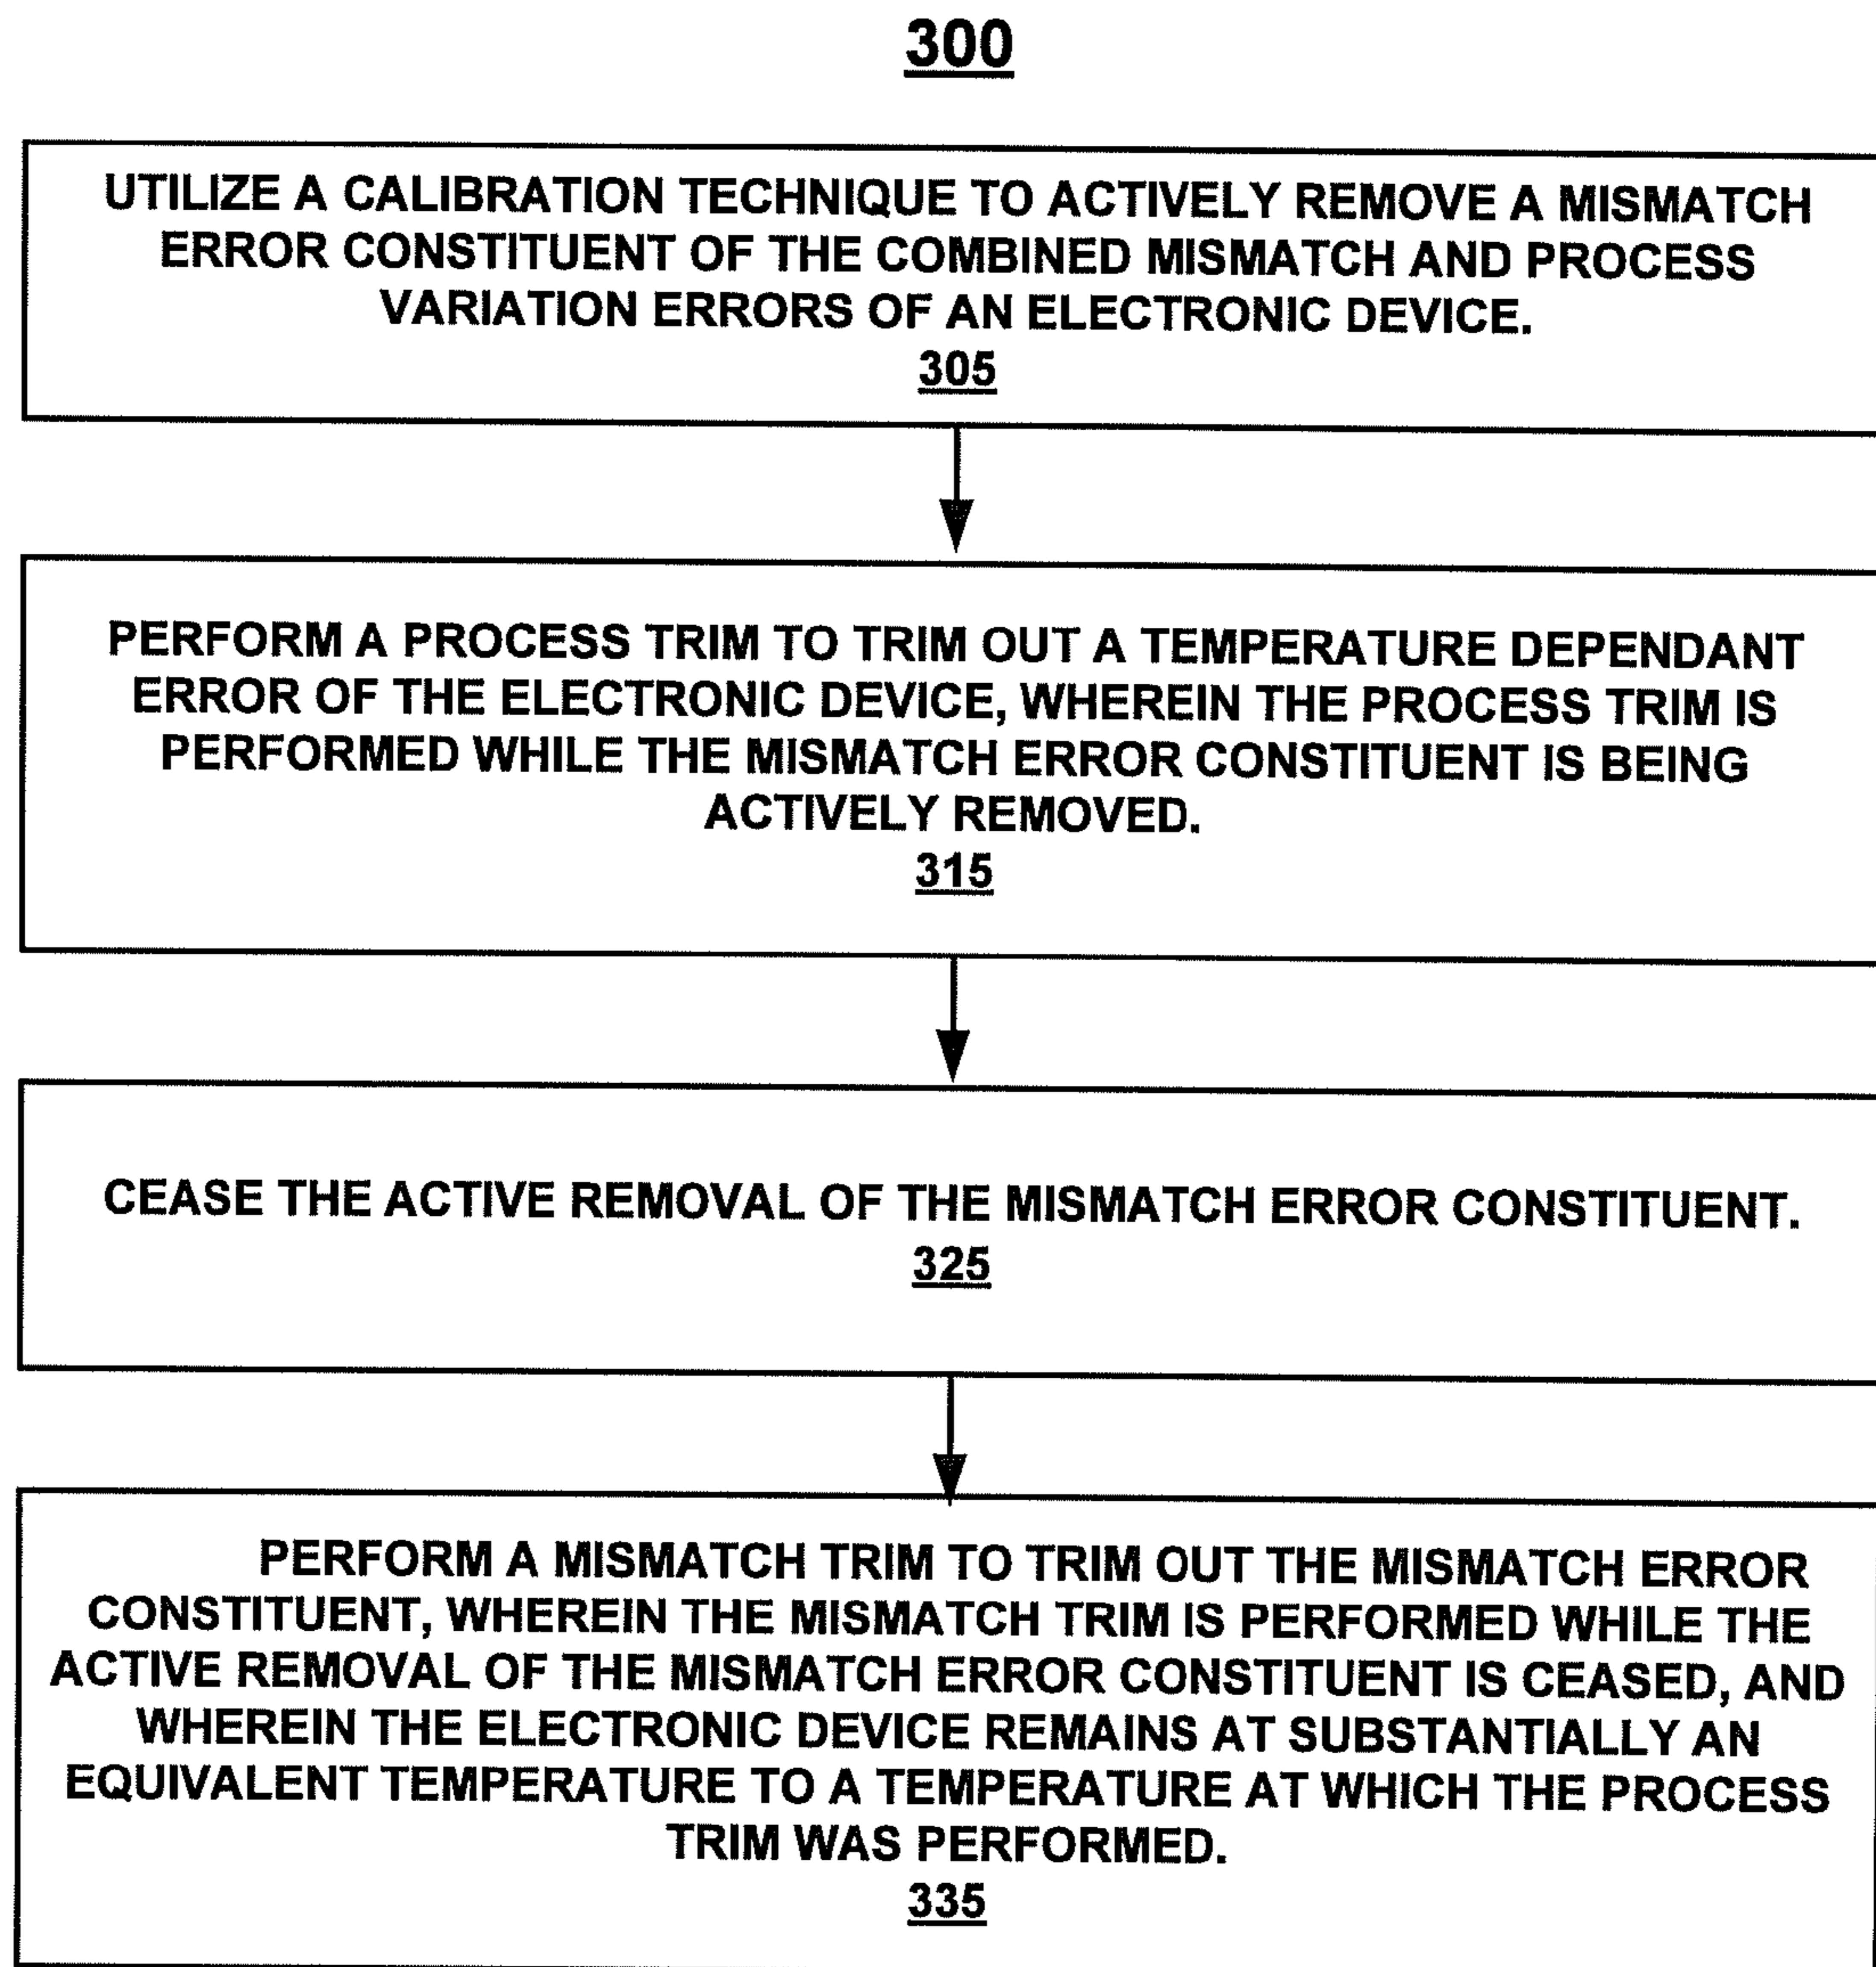 300
UTILIZE A CALIBRATION TECHNIQUE TO ACTIVELY REMOVE A MISMATCH
ERROR CONSTITUENT OF THE COMBINED MISMATCH AND PROCESS
VARIATION ERRORS OF AN ELECTRONIC DEVICE.
305
PERFORM A PROCESS TRIM TO TRIM OUT A TEMPERATURE DEPENDANT
ERROR OF THE ELECTRONIC DEVICE, WHEREIN THE PROCESS TRIM IS
PERFORMED WHILE THE MISMATCH ERROR CONSTITUENT IS BEING
ACTIVELY REMOVED.
315
CEASE THE ACTIVE REMOVAL OF THE MISMATCH ERROR CONSTITUENT.
325
PERFORM A MISMATCH TRIM TO TRIM OUT THE MISMATCH ERROR
CONSTITUENT, WHEREIN THE MISMATCH TRIM IS PERFORMED WHILE THE
ACTIVE REMOVAL OF THE MISMATCH ERROR CONSTITUENT IS CEASED, AND
WHEREIN THE ELECTRONIC DEVICE REMAINS AT SUBSTANTIALLY AN
EQUIVALENT TEMPERATURE TO A TEMPERATURE AT WHICH THE PROCESS
TRIM WAS PERFORMED.
335